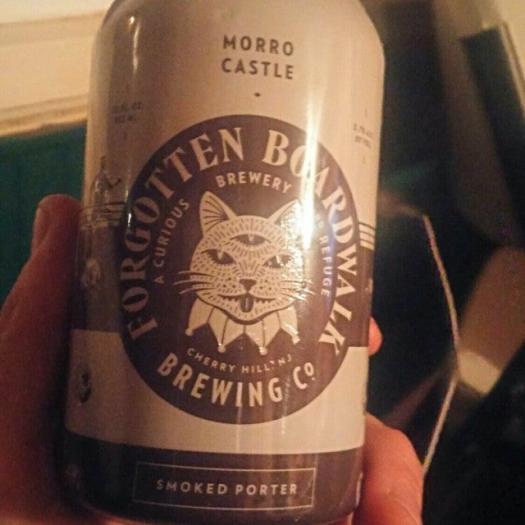 MORRO
CASTLE
FORGOTTEN BOARDWALK
BREWING Cº
A CURIOUS BREWERY REFUGE
CHERRY HILL, NJ
SMOKED PORTER